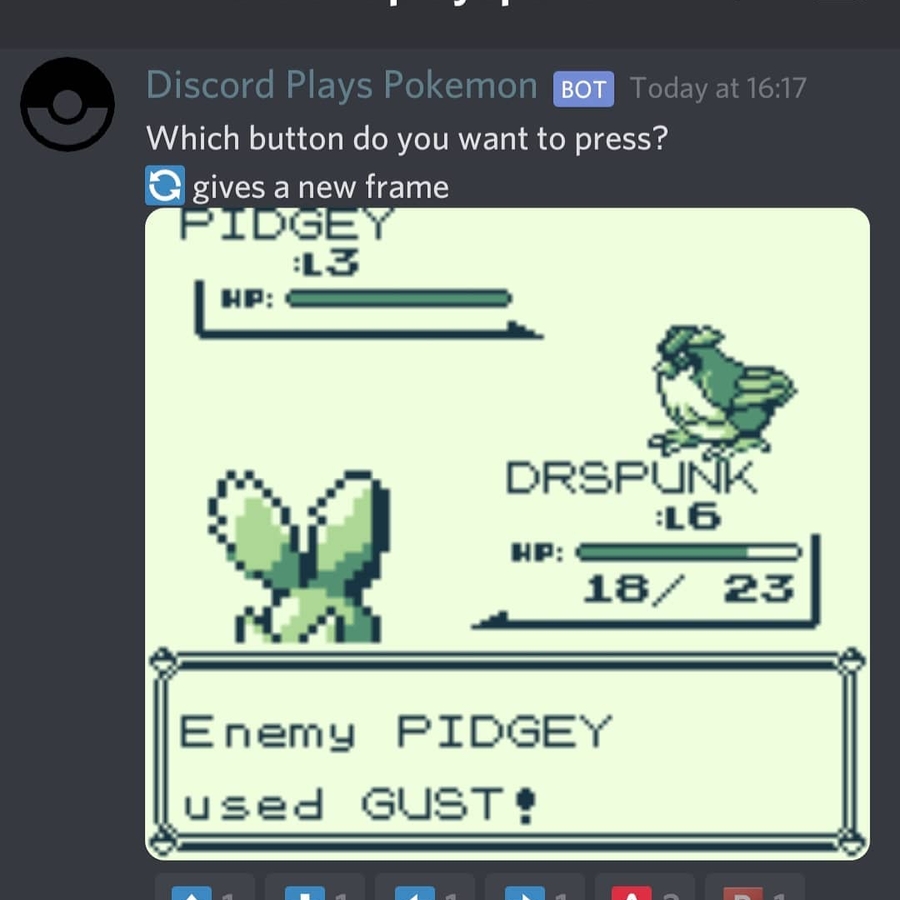 Discord Plays Pokemon BOT Today at 16:17
Which button do you want to press?
gives a new frame
PIDGEY
:L3
HP:
DRSPUNK
:L6
HP:
18/ 23
Enemy PIDGEY
used GUST!